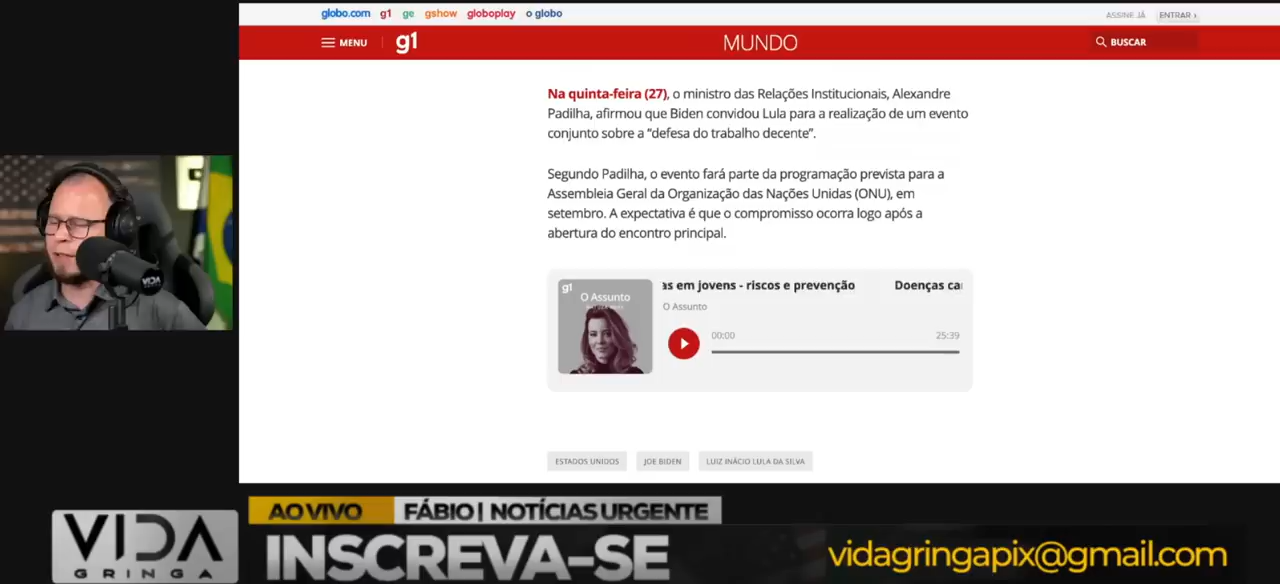 globo.com g1 ge gshow globoplay o globo
ASSINE JÁ ENTRAR ›
MENU g1 MUNDO BUSCAR
Na quinta-feira (27), o ministro das Relações Institucionais, Alexandre
Padilha, afirmou que Biden convidou Lula para a realização de um evento
conjunto sobre a “defesa do trabalho decente”.
Segundo Padilha, o evento fará parte da programação prevista para a
Assembleia Geral da Organização das Nações Unidas (ONU), em
setembro. A expectativa é que o compromisso ocorra logo após a
abertura do encontro principal.
g1
O Assunto
as em jovens - riscos e prevenção Doenças ca
O Assunto
00:00 25:39
ESTADOS UNIDOS JOE BIDEN LUIZ INÁCIO LULA DA SILVA
VIDA
AO VIVO FÁBIO | NOTÍCIAS URGENTE
VIDA
GRINGA
INSCREVA-SE
vidagringapix@gmail.com